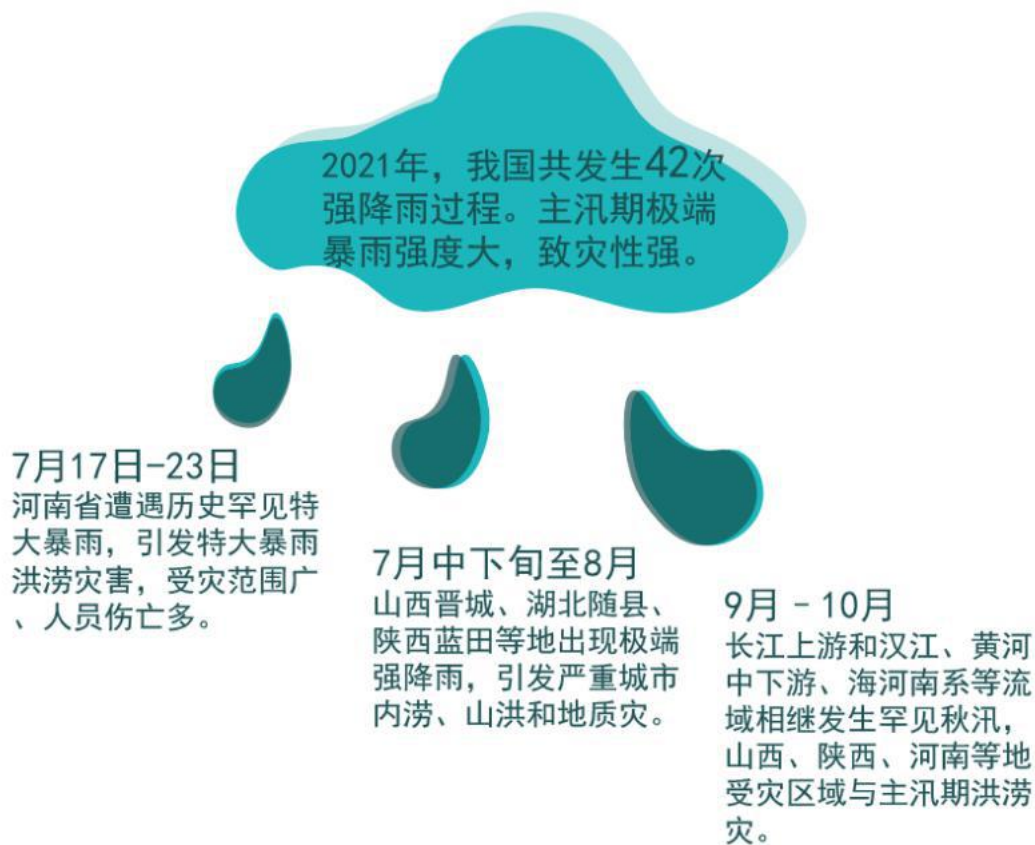 2021年，我国共发生42次
强降雨过程。主汛期极端
暴雨强度大，致灾性强。
7月17日-23日
河南省遭遇历史罕见特
大暴雨，引发特大暴雨
洪涝灾害，受灾范围广
、人员伤亡多。
7月中下旬至8月
山西晋城、湖北随县、
陕西蓝田等地出现极端
强降雨，引发严重城市
内涝、山洪和地质灾。
9月-10月
长江上游和汉江、黄河
中下游、海河南系等流
域相继发生罕见秋汛，
山西、陕西、河南等地
受灾区域与主汛期洪涝
灾。